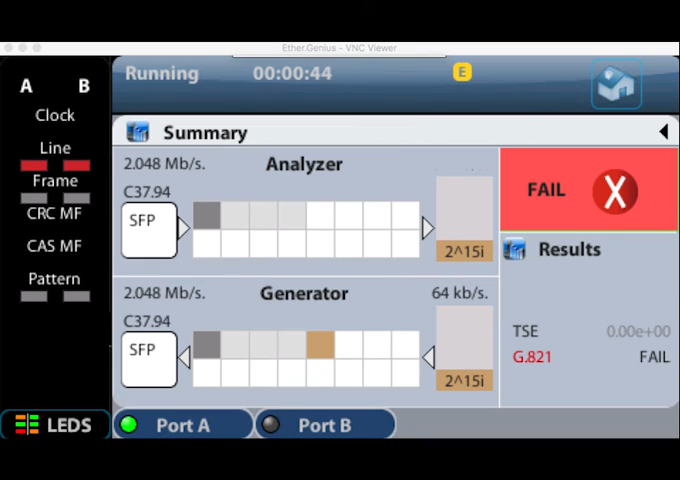 Ether.Genius - VNC Viewer
Running 00:00:44 E
A B
Clock
Line
Frame
CRC MF
CAS MF
Pattern
LEDS
Summary
2.048 Mb/s. Analyzer
C37.94
SFP
2^15i
2.048 Mb/s. Generator 64 kb/s.
C37.94
SFP
2^15i
FAIL X
Results
TSE 0.00e+00
G.821 FAIL
Port A Port B